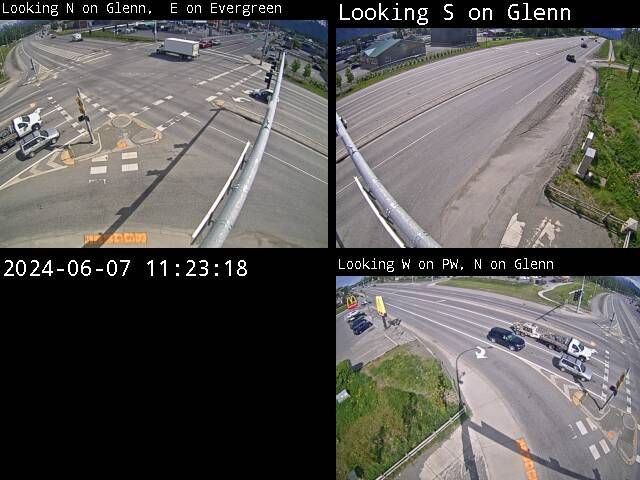 Looking N on Glenn, E on Evergreen
Looking S on Glenn
2024-06-07 11:23:18
Looking W on PW, N on Glenn